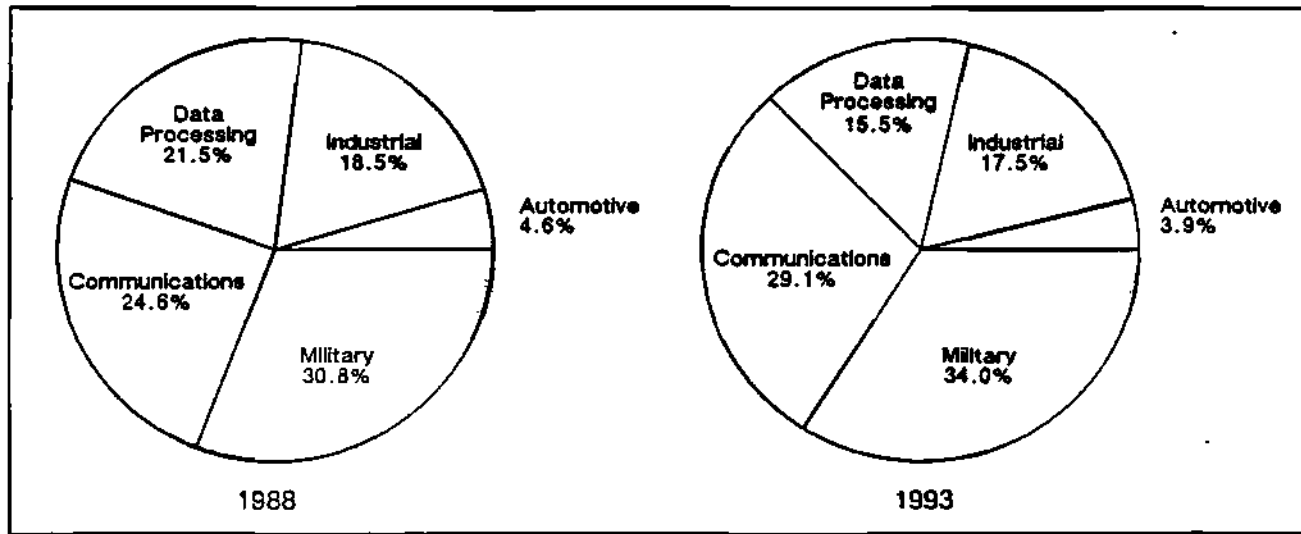 Data
Processing
21.5%
Industrial
18.5%
Automotive
4.6%
Communications
24.6%
Military
30.8%
1988
Data
Processing
15.5%
Industrial
17.5%
Automotive
3.9%
Communications
29.1%
Military
34.0%
1993